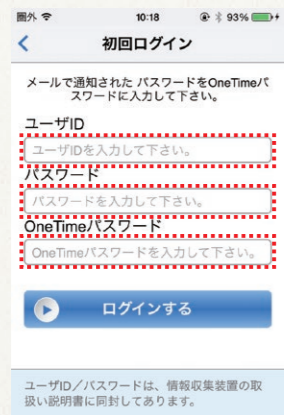 圏外 10:18 93%
初回ログイン
メールで通知された パスワードをOneTimeパ
スワードに入力して下さい。
ユーザID
ユーザIDを入力して下さい。
パスワード
パスワードを入力して下さい。
OneTimeパスワード
OneTimeパスワードを入力して下さい。
ログインする
ユーザID／パスワードは、情報収集装置の取
扱い説明書に同封してあります。